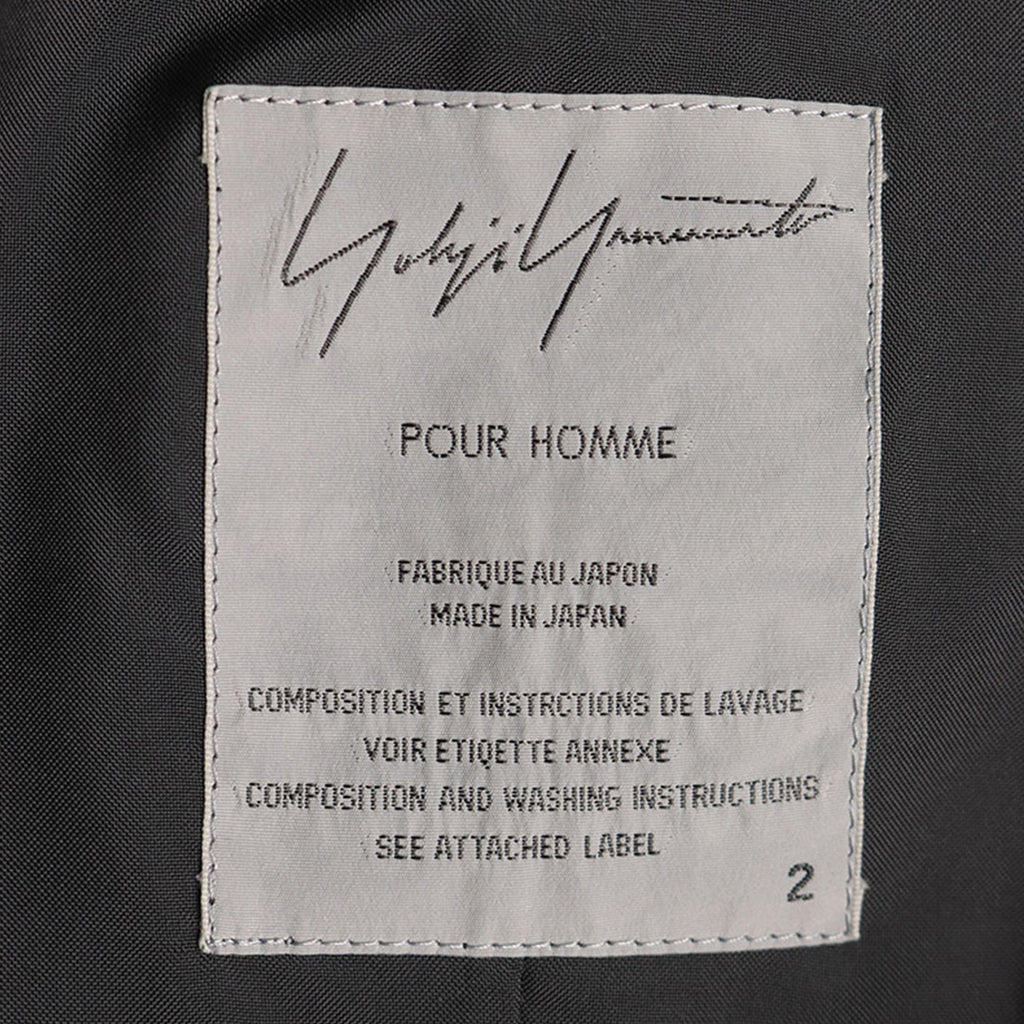 Yohji Yamamoto
POUR HOMME
FABRIQUE AU JAPON
MADE IN JAPAN
COMPOSITION ET INSTRCTIONS DE LAVAGE
VOIR ETIQETTE ANNEXE
COMPOSITION AND WASHING INSTRUCTIONS
SEE ATTACHED LABEL
2